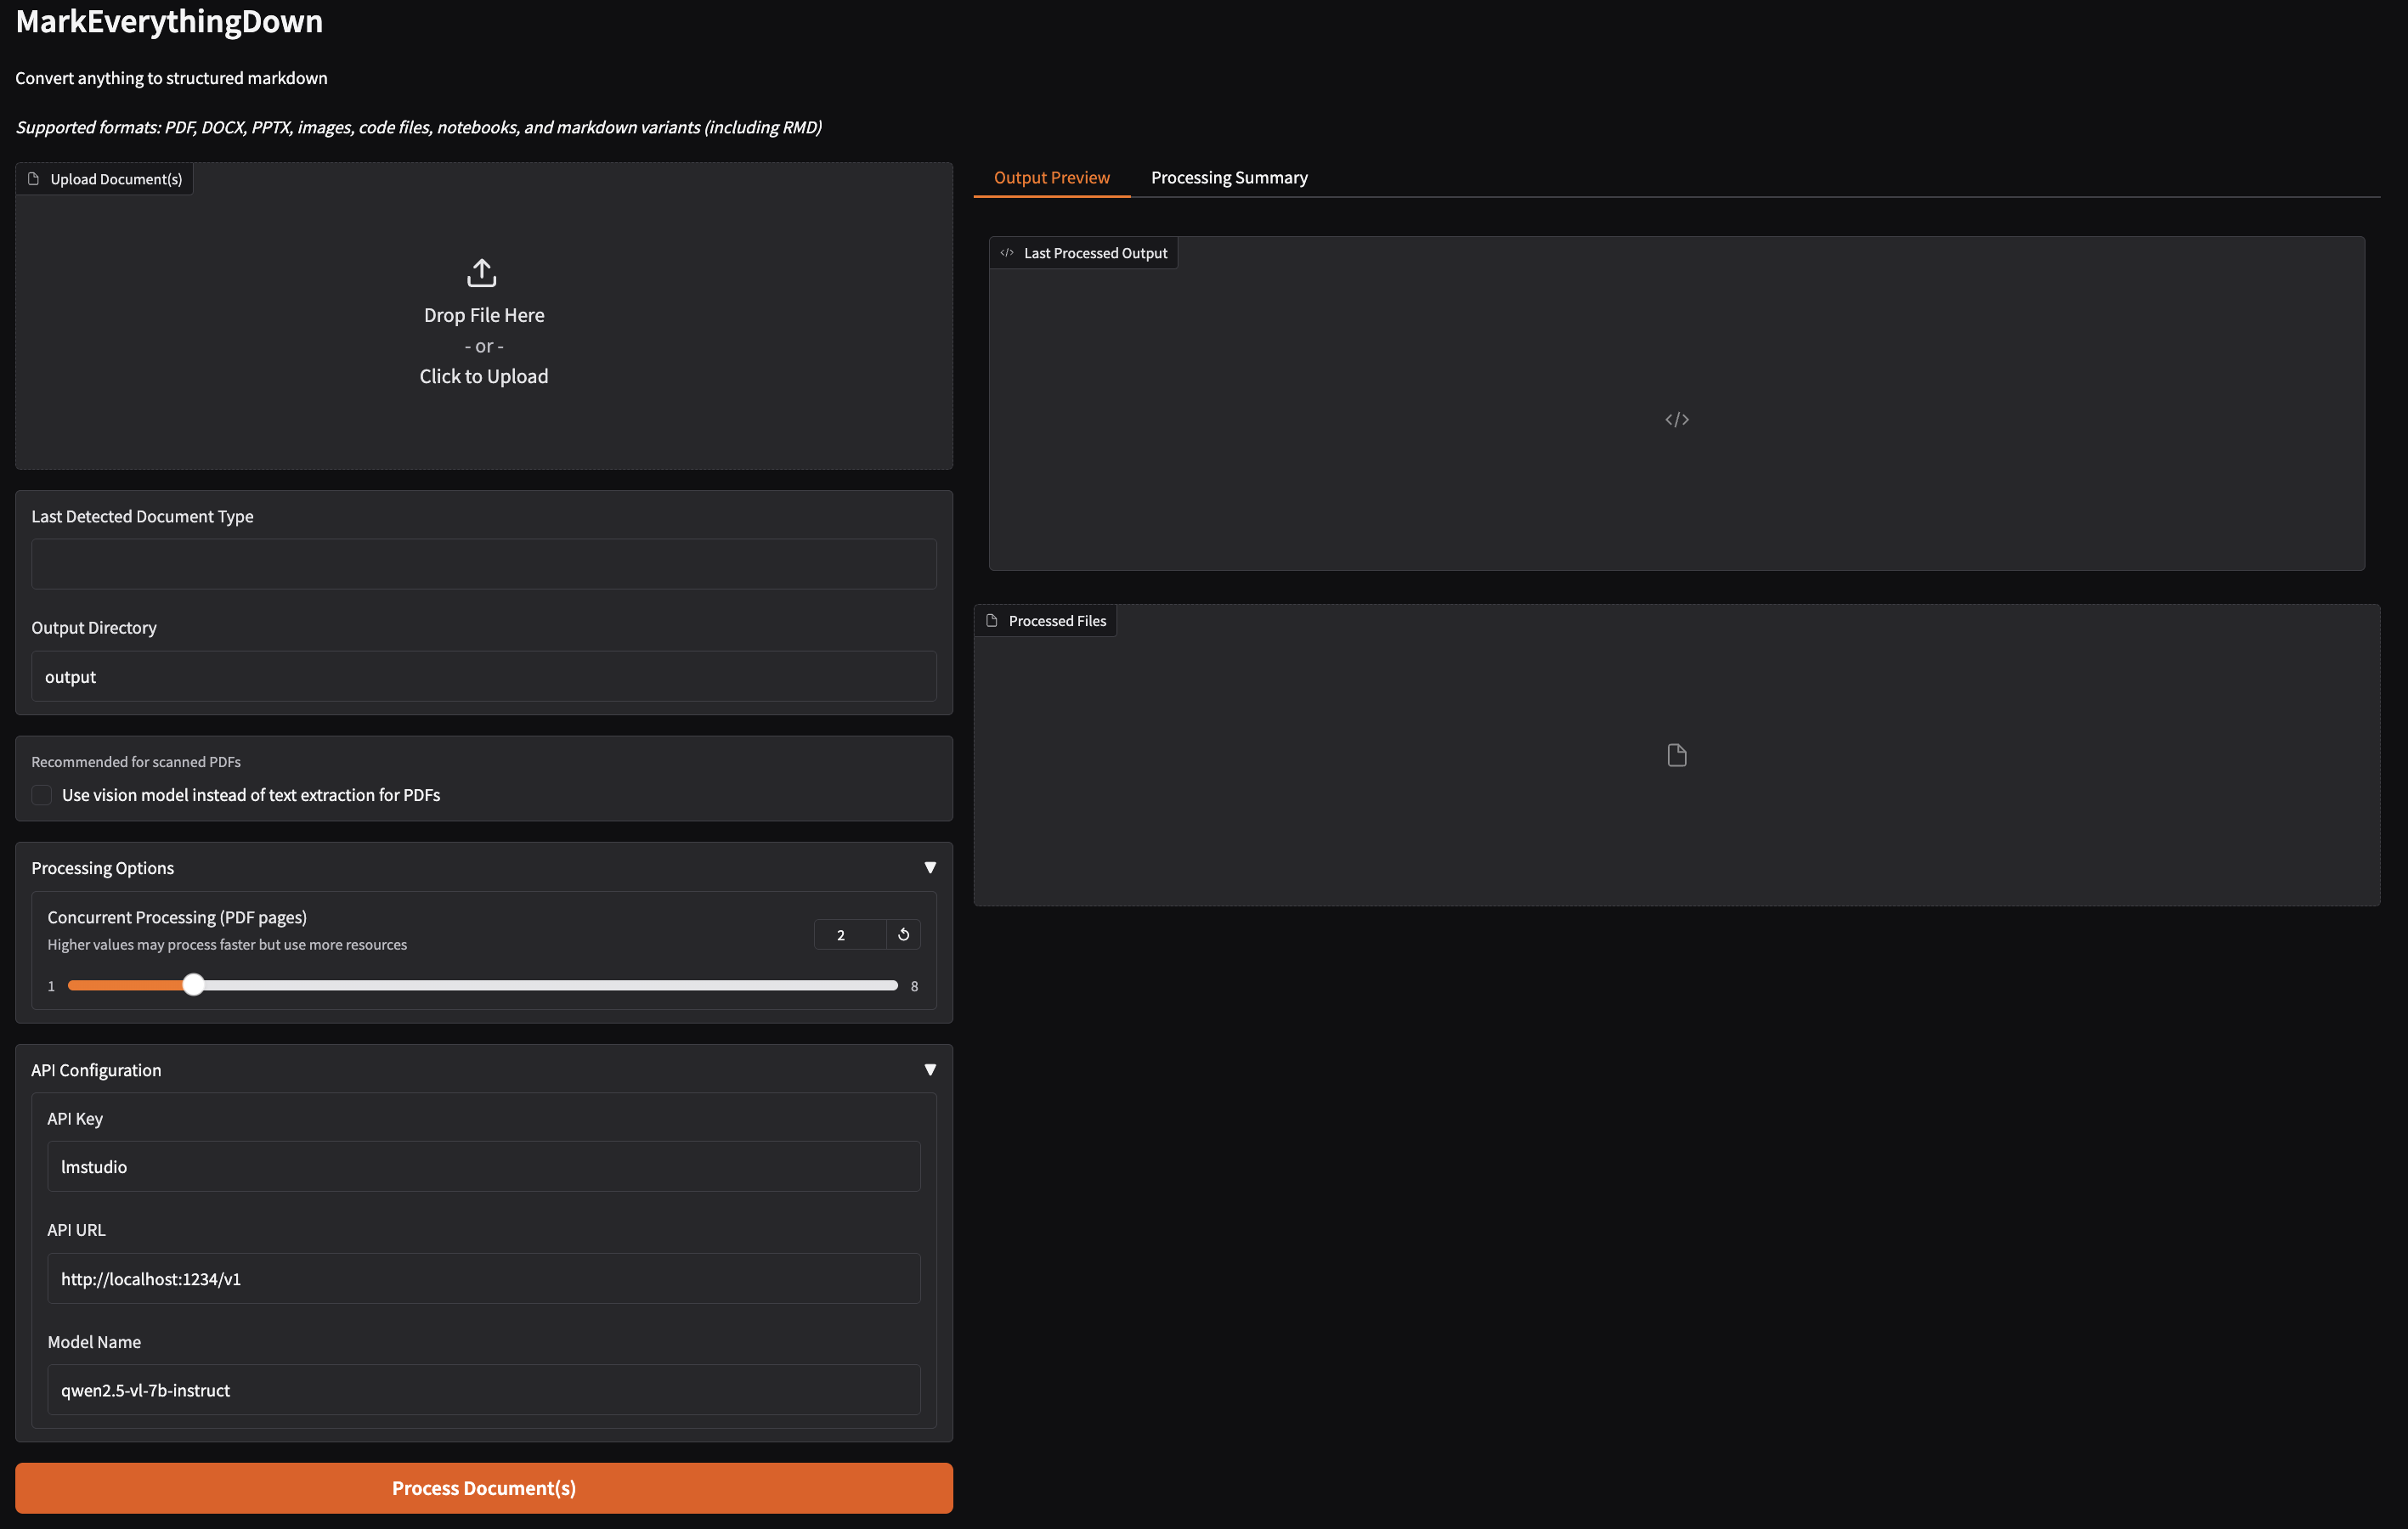 MarkEverythingDown
Convert anything to structured markdown
Supported formats: PDF, DOCX, PPTX, images, code files, notebooks, and markdown variants (including RMD)
Upload Document(s)
Drop File Here
- or -
Click to Upload
Last Detected Document Type
Output Directory
output
Recommended for scanned PDFs
Use vision model instead of text extraction for PDFs
Processing Options
▼
Concurrent Processing (PDF pages)
Higher values may process faster but use more resources
2
1
8
API Configuration
▼
API Key
lmstudio
API URL
http://localhost:1234/v1
Model Name
qwen2.5-vl-7b-instruct
Process Document(s)
Output Preview
Processing Summary
Last Processed Output
Processed Files